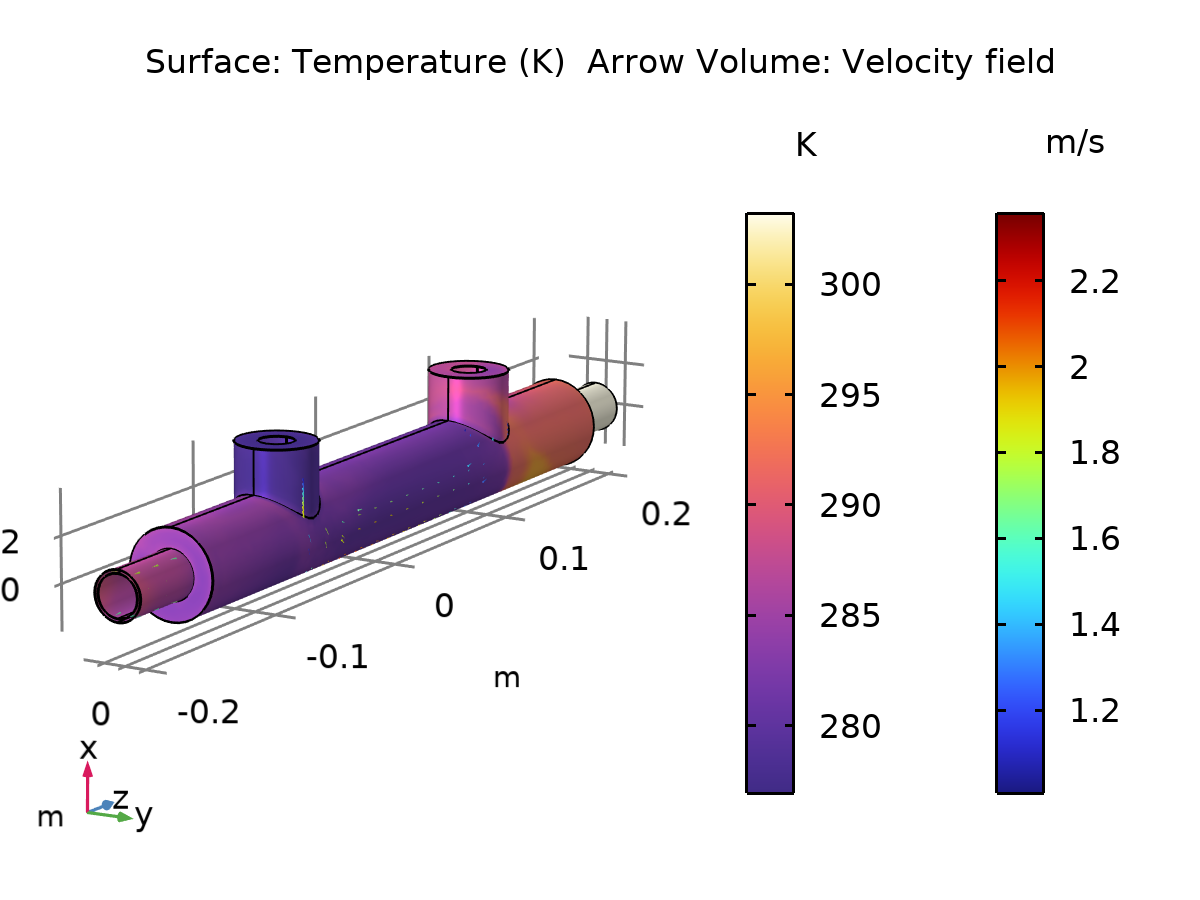 Surface: Temperature (K)  Arrow Volume: Velocity field
K
m/s
300
295
290
285
280
2.2
2
1.8
1.6
1.4
1.2
2
0
0.2
0.1
0
-0.1
m
-0.2
0
x
z
y
m